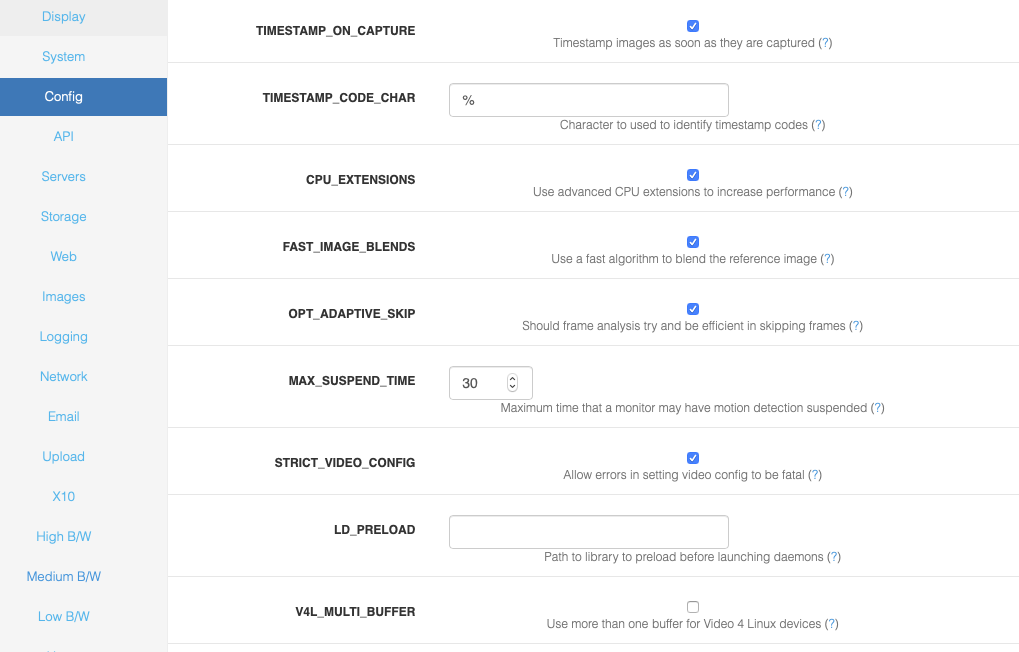 Display
System
Config
API
Servers
Storage
Web
Images
Logging
Network
Email
Upload
X10
High B/W
Medium B/W
Low B/W
TIMESTAMP_ON_CAPTURE
Timestamp images as soon as they are captured (?)
TIMESTAMP_CODE_CHAR
%
Character to used to identify timestamp codes (?)
CPU_EXTENSIONS
Use advanced CPU extensions to increase performance (?)
FAST_IMAGE_BLENDS
Use a fast algorithm to blend the reference image (?)
OPT_ADAPTIVE_SKIP
Should frame analysis try and be efficient in skipping frames (?)
MAX_SUSPEND_TIME
30
Maximum time that a monitor may have motion detection suspended (?)
STRICT_VIDEO_CONFIG
Allow errors in setting video config to be fatal (?)
LD_PRELOAD
Path to library to preload before launching daemons (?)
V4L_MULTI_BUFFER
Use more than one buffer for Video 4 Linux devices (?)